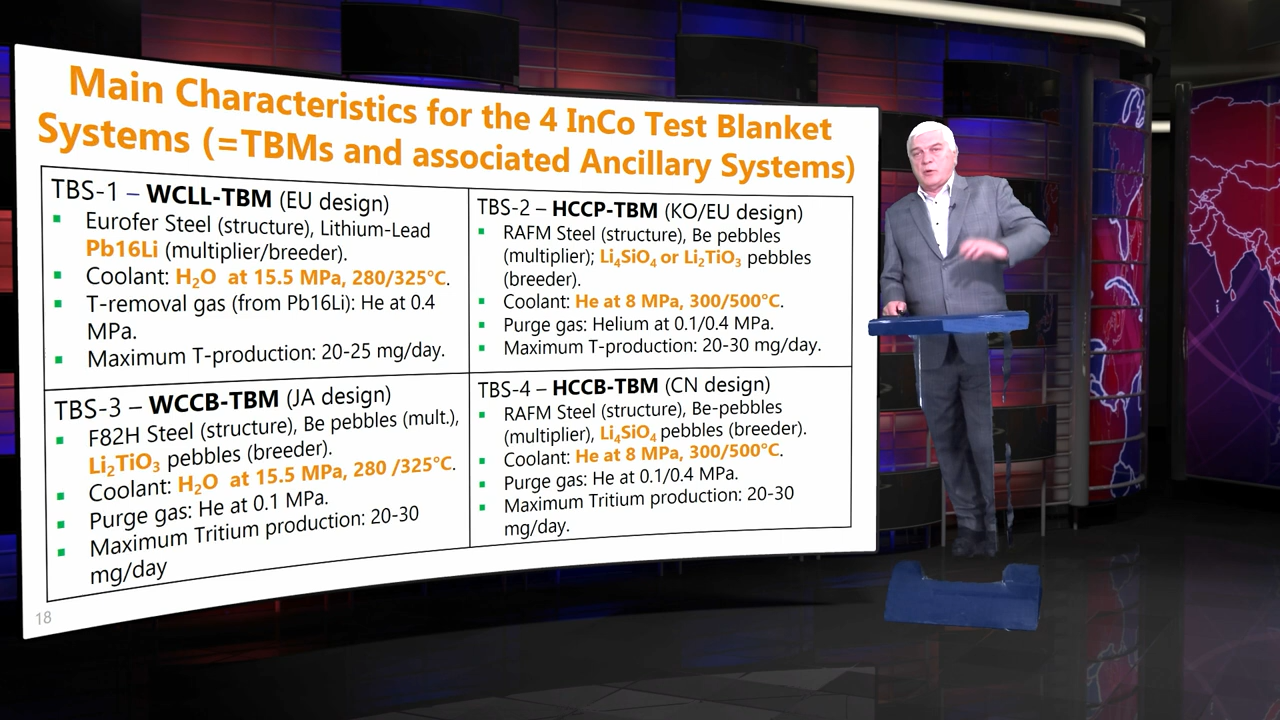 Main Characteristics for the 4 InCo Test Blanket
Systems (=TBMs and associated Ancillary Systems)
TBS-1 – WCLL-TBM (EU design)
▪ Eurofer Steel (structure), Lithium-Lead
Pb16Li (multiplier/breeder).
▪ Coolant: H₂O at 15.5 MPa, 280/325°C.
▪ T-removal gas (from Pb16Li): He at 0.4
MPa.
▪ Maximum T-production: 20-25 mg/day.
TBS-2 – HCCP-TBM (KO/EU design)
▪ RAFM Steel (structure), Be pebbles
(multiplier); Li₄SiO₄ or Li₂TiO₃ pebbles
(breeder).
▪ Coolant: He at 8 MPa, 300/500°C.
▪ Purge gas: Helium at 0.1/0.4 MPa.
▪ Maximum T-production: 20-30 mg/day.
TBS-3 – WCCB-TBM (JA design)
▪ F82H Steel (structure), Be pebbles (mult.),
Li₂TiO₃ pebbles (breeder).
▪ Coolant: H₂O at 15.5 MPa, 280 /325°C.
▪ Purge gas: He at 0.1 MPa.
▪ Maximum Tritium production: 20-30
mg/day
TBS-4 – HCCB-TBM (CN design)
▪ RAFM Steel (structure), Be-pebbles
(multiplier), Li₄SiO₄ pebbles (breeder).
▪ Coolant: He at 8 MPa, 300/500°C.
▪ Purge gas: He at 0.1/0.4 MPa.
▪ Maximum Tritium production: 20-30
mg/day.
18